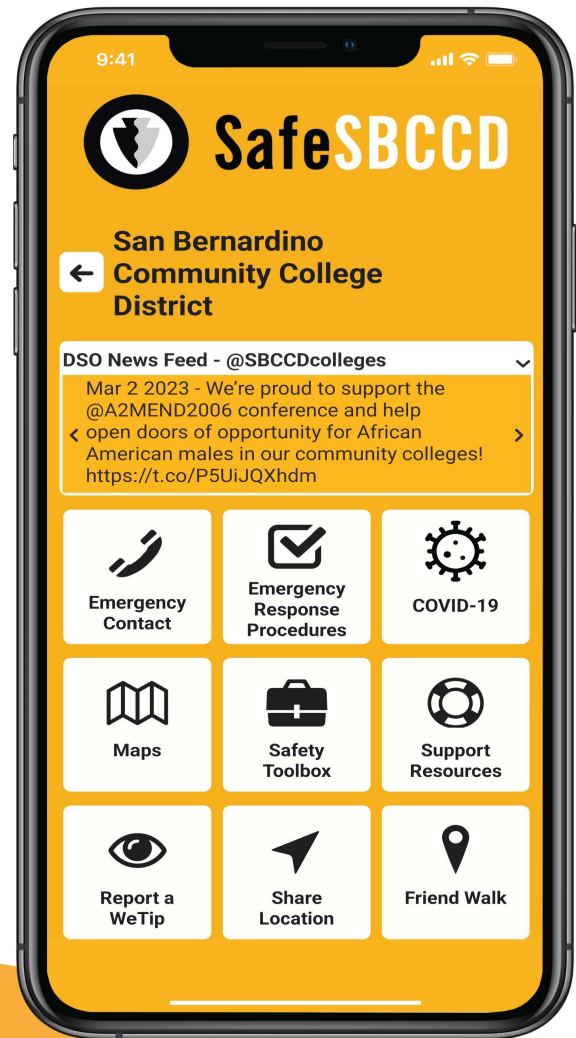 9:41
SafeSBCCD
San Bernardino
Community College
District
DSO News Feed - @SBCCDcolleges
Mar 2 2023 - We're proud to support the
@A2MEND2006 conference and help
open doors of opportunity for African
American males in our community colleges!
https://t.co/P5UiJQXhdm
Emergency
Contact
Emergency
Response
Procedures
COVID-19
Maps
Safety
Toolbox
Support
Resources
Report a
WeTip
Share
Location
Friend Walk